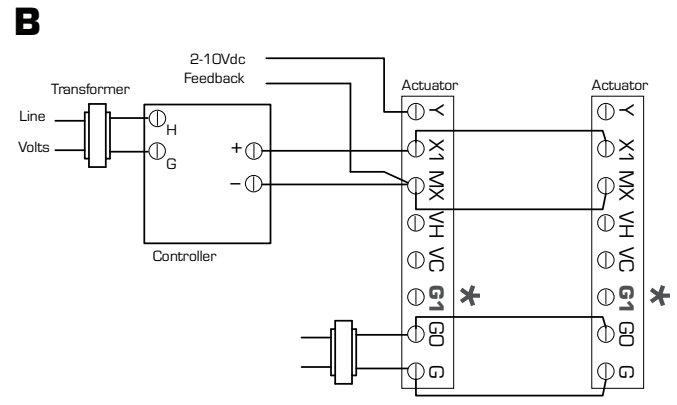 B
2-10Vdc
Feedback
Transformer
Line
Volts
H
G
+
−
Controller
Actuator
Y
X1
MX
VH
VC
G1 *
G0
G
Actuator
Y
X1
MX
VH
VC
G1 *
G0
G